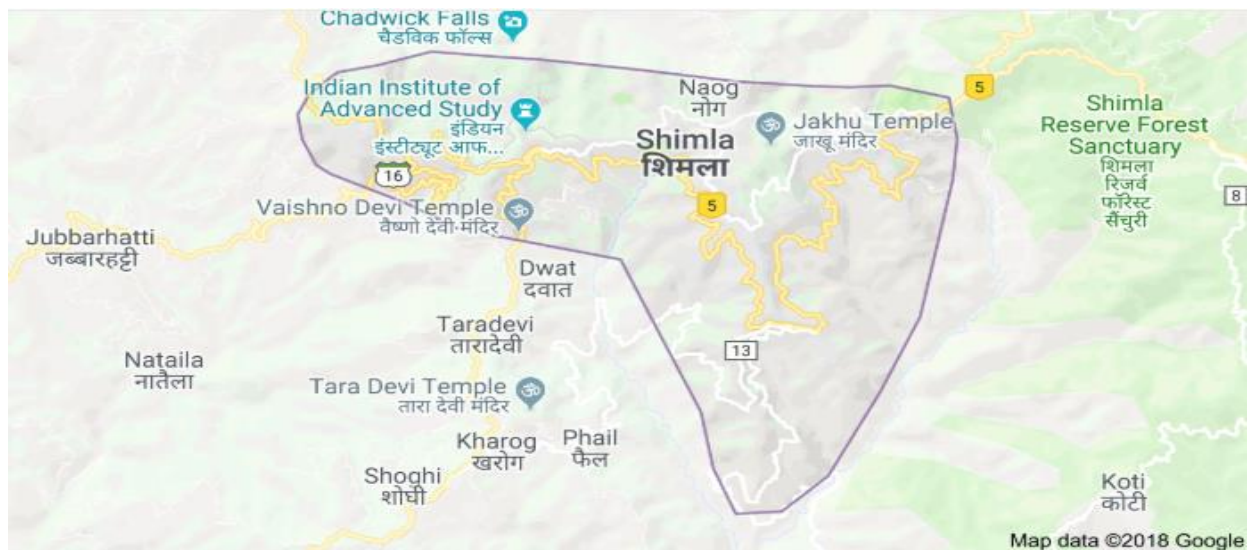 Chadwick Falls
चैडविक फॉल्स
Indian Institute of
Advanced Study
इंडियन
इंस्टीट्यूट आफ...
16
Naog
नोग
Shimla
शिमला
Jakhu Temple
जाखू मंदिर
5
5
Shimla
Reserve Forest
Sanctuary
शिमला
रिजर्व
फॉरेस्ट
सैंचुरी
8
Vaishno Devi Temple
वैष्णो देवी मंदिर
Jubbarhatti
जब्बारहट्टी
Dwat
दवात
Taradevi
तारादेवी
13
Nataila
नातैला
Tara Devi Temple
तारा देवी मंदिर
Kharog
खरोग
Phail
फैल
Shoghi
शोघी
Koti
कोटी
Map data ©2018 Google